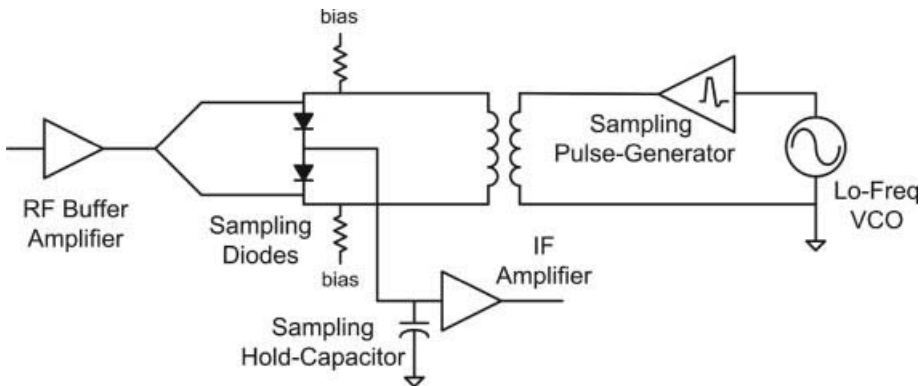 bias
Sampling
Pulse-Generator
Lo-Freq
VCO
RF Buffer
Amplifier
Sampling
Diodes
bias
IF
Amplifier
Sampling
Hold-Capacitor